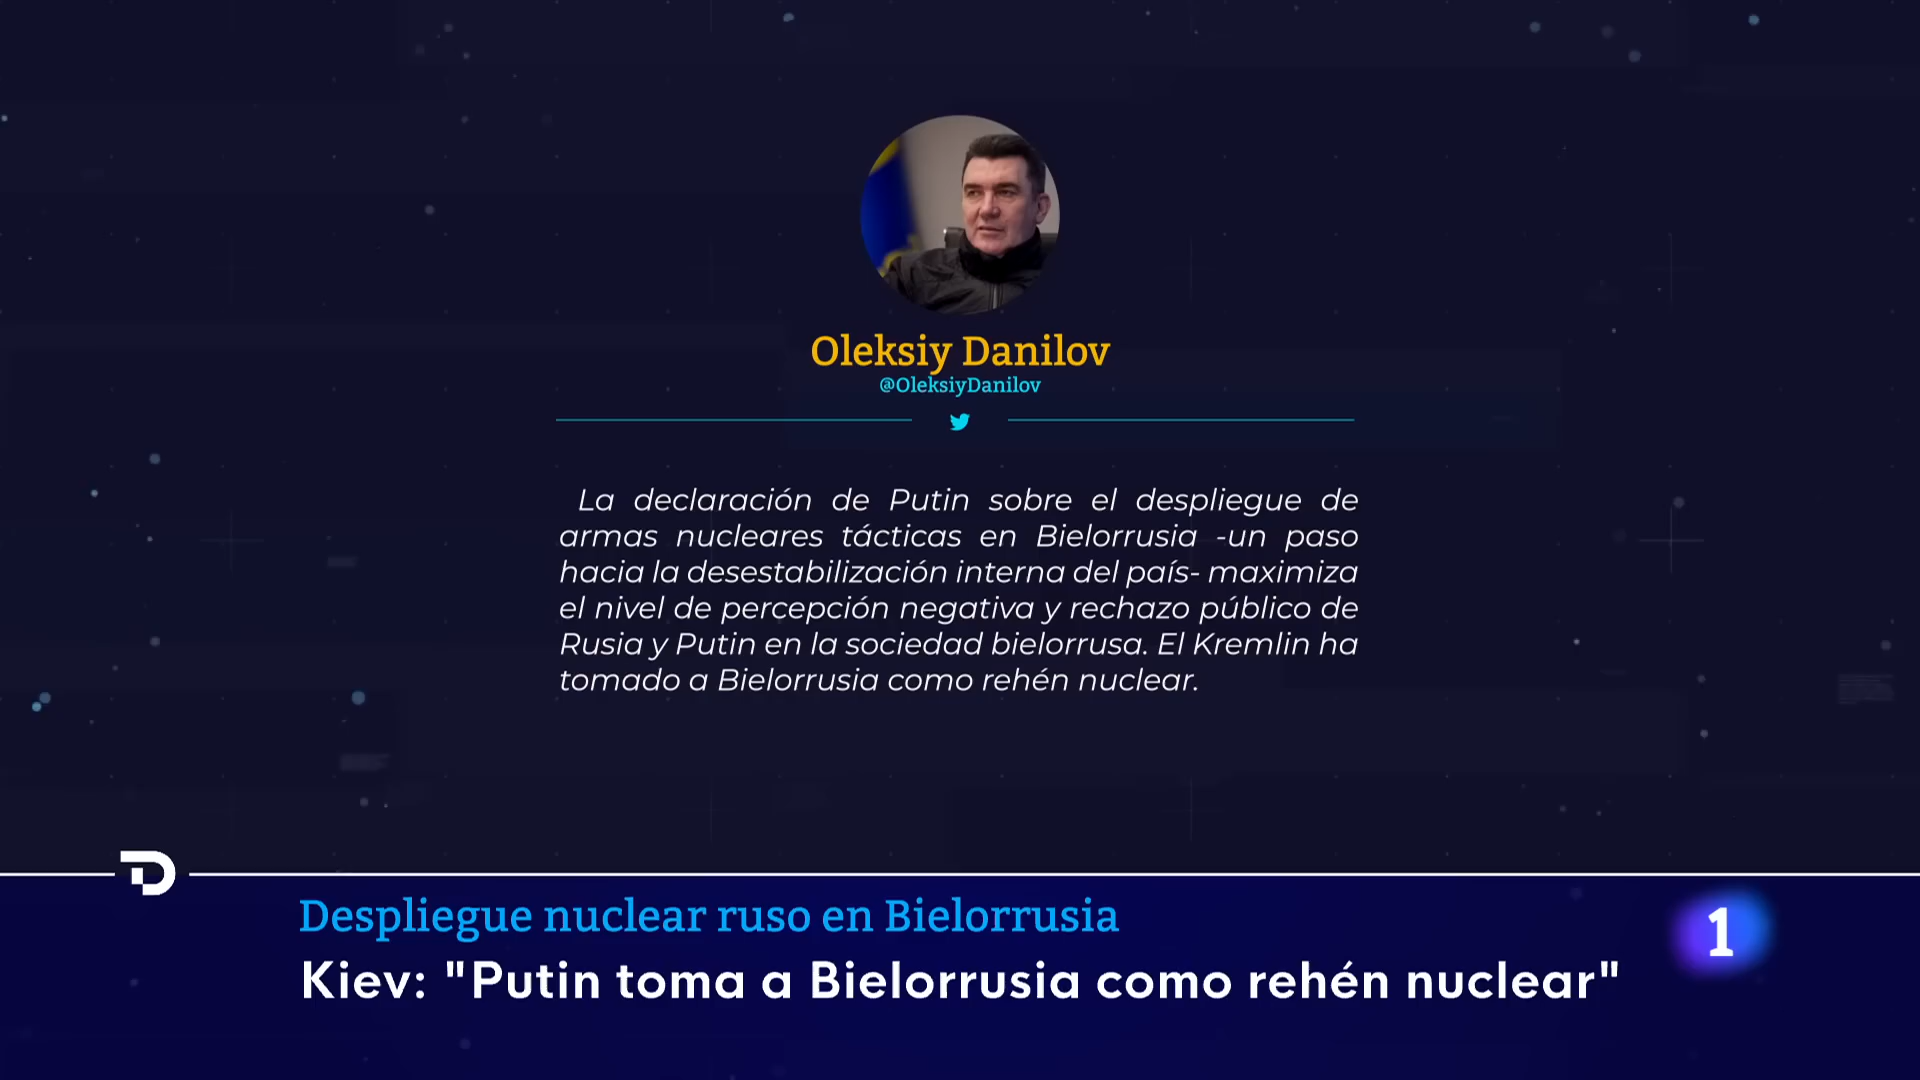 Oleksiy Danilov
@OleksiyDanilov
La declaración de Putin sobre el despliegue de
armas nucleares tácticas en Bielorrusia -un paso
hacia la desestabilización interna del país- maximiza
el nivel de percepción negativa y rechazo público de
Rusia y Putin en la sociedad bielorrusa. El Kremlin ha
tomado a Bielorrusia como rehén nuclear.
Despliegue nuclear ruso en Bielorrusia
Kiev: "Putin toma a Bielorrusia como rehén nuclear"
1